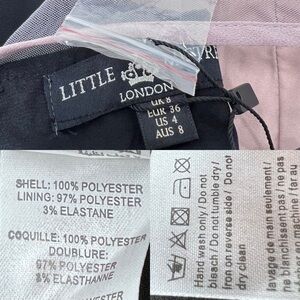 LITTLE
LONDON
UK 8
EUR 36
US 4
AUS 8
SHELL: 100% POLYESTER
LINING: 97% POLYESTER
3% ELASTANE
COQUILLE: 100% POLYESTER
DOUBLURE:
97% POLYESTER
3% ELASTHANNE
Hand wash only / Do not
bleach / Do not tumble dry /
Iron on reverse side / Do not
dry clean
lavage de main seulement /